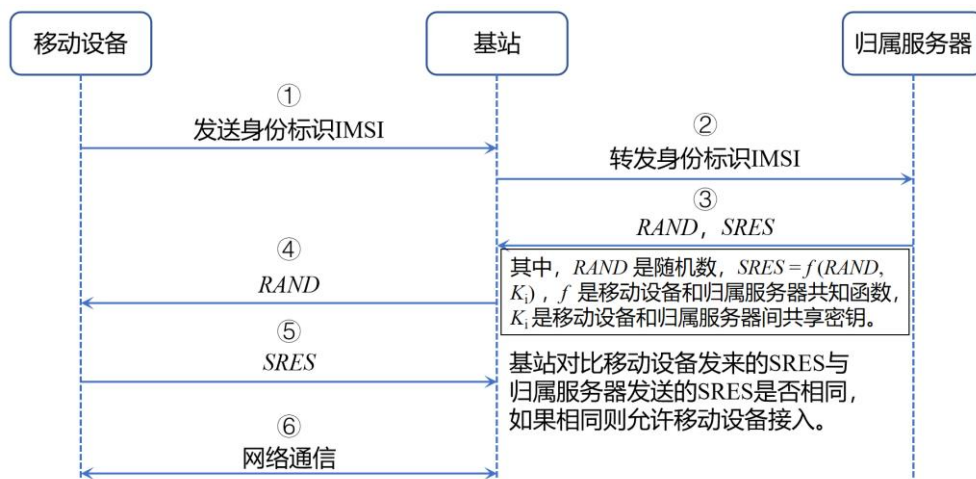 移动设备
基站
归属服务器
①
发送身份标识IMSI
②
转发身份标识IMSI
③
RAND，SRES
其中，RAND 是随机数，SRES = f (RAND,
Ki)，f 是移动设备和归属服务器共知函数，
Ki 是移动设备和归属服务器间共享密钥。
④
RAND
⑤
SRES
基站对比移动设备发来的SRES与
归属服务器发送的SRES是否相同，
如果相同则允许移动设备接入。
⑥
网络通信